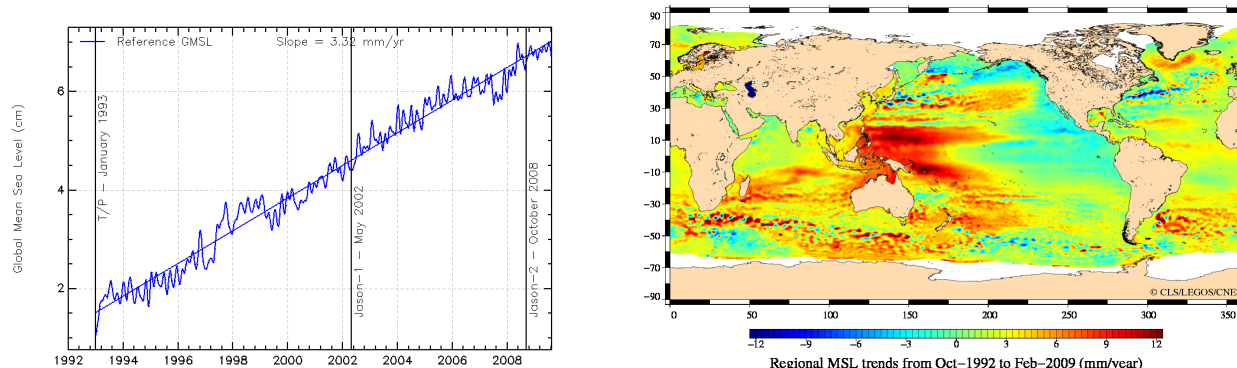 Reference GMSL Slope = 3.32 mm/yr
Global Mean Sea Level (cm)
6
4
2
T/P - January 1993
Jason-1 - May 2002
Jason-2 - October 2008
1992 1994 1996 1998 2000 2002 2004 2006 2008
90
70
50
30
10
-10
-30
-50
-70
-90
© CLS/LEGOS/CNE
0 50 100 150 200 250 300 350
-12 -9 -6 -3 0 3 6 9 12
Regional MSL trends from Oct-1992 to Feb-2009 (mm/year)